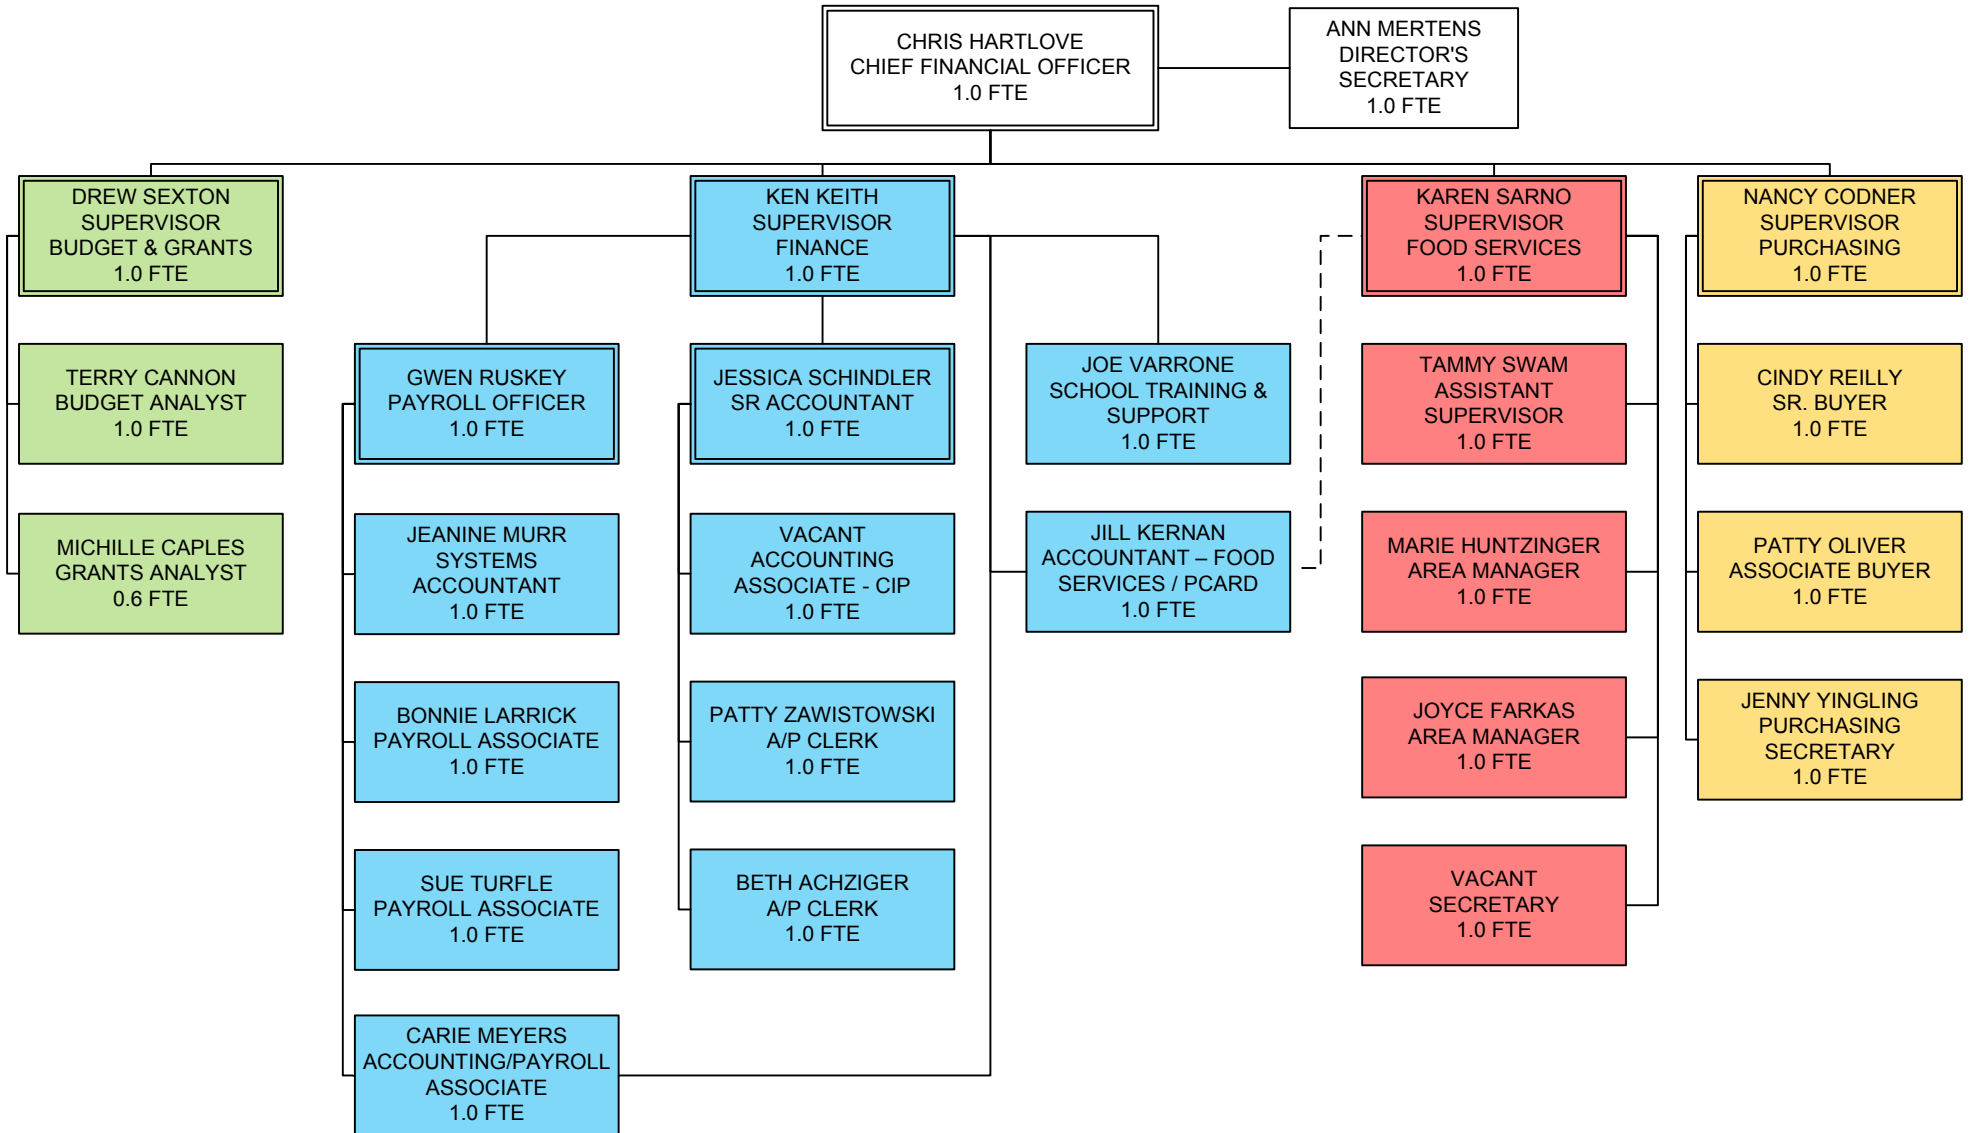 CHRIS HARTLOVE
CHIEF FINANCIAL OFFICER
1.0 FTE
ANN MERTENS
DIRECTOR'S
SECRETARY
1.0 FTE
DREW SEXTON
SUPERVISOR
BUDGET & GRANTS
1.0 FTE
KEN KEITH
SUPERVISOR
FINANCE
1.0 FTE
KAREN SARNO
SUPERVISOR
FOOD SERVICES
1.0 FTE
NANCY CODNER
SUPERVISOR
PURCHASING
1.0 FTE
TERRY CANNON
BUDGET ANALYST
1.0 FTE
GWEN RUSKEY
PAYROLL OFFICER
1.0 FTE
JESSICA SCHINDLER
SR ACCOUNTANT
1.0 FTE
JOE VARRONE
SCHOOL TRAINING &
SUPPORT
1.0 FTE
TAMMY SWAM
ASSISTANT
SUPERVISOR
1.0 FTE
CINDY REILLY
SR. BUYER
1.0 FTE
MICHILLE CAPLES
GRANTS ANALYST
0.6 FTE
JEANINE MURR
SYSTEMS
ACCOUNTANT
1.0 FTE
VACANT
ACCOUNTING
ASSOCIATE - CIP
1.0 FTE
JILL KERNAN
ACCOUNTANT – FOOD
SERVICES / PCARD
1.0 FTE
MARIE HUNTZINGER
AREA MANAGER
1.0 FTE
PATTY OLIVER
ASSOCIATE BUYER
1.0 FTE
BONNIE LARRICK
PAYROLL ASSOCIATE
1.0 FTE
PATTY ZAWISTOWSKI
A/P CLERK
1.0 FTE
JOYCE FARKAS
AREA MANAGER
1.0 FTE
JENNY YINGLING
PURCHASING
SECRETARY
1.0 FTE
SUE TURFLE
PAYROLL ASSOCIATE
1.0 FTE
BETH ACHZIGER
A/P CLERK
1.0 FTE
VACANT
SECRETARY
1.0 FTE
CARIE MEYERS
ACCOUNTING/PAYROLL
ASSOCIATE
1.0 FTE